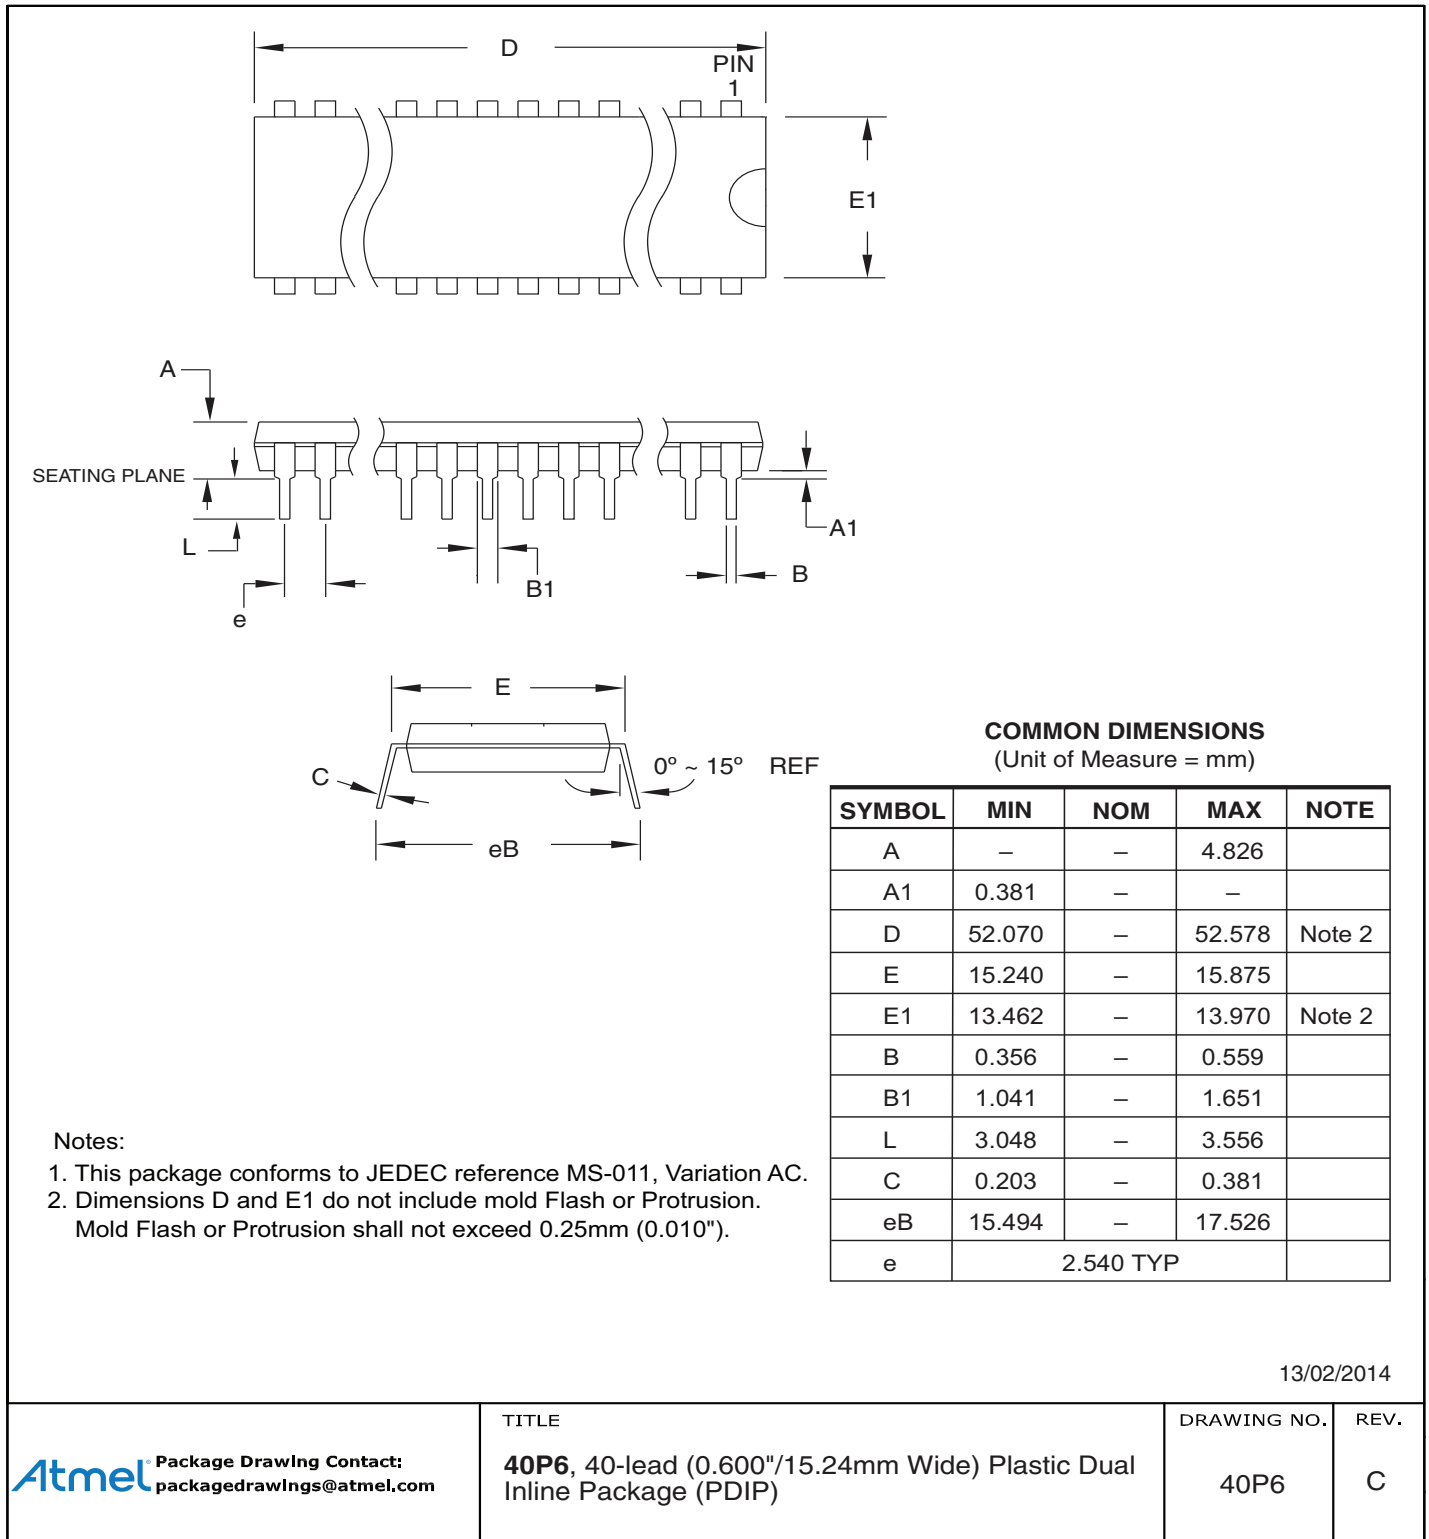 D
PIN
1
E1
A
SEATING PLANE
A1
L
B1
B
e
E
C
0º ~ 15º REF
eB
COMMON DIMENSIONS
(Unit of Measure = mm)
SYMBOL MIN NOM MAX NOTE
A – – 4.826
A1 0.381 – –
D 52.070 – 52.578 Note 2
E 15.240 – 15.875
E1 13.462 – 13.970 Note 2
B 0.356 – 0.559
B1 1.041 – 1.651
L 3.048 – 3.556
C 0.203 – 0.381
eB 15.494 – 17.526
e 2.540 TYP
Notes:
1. This package conforms to JEDEC reference MS-011, Variation AC.
2. Dimensions D and E1 do not include mold Flash or Protrusion.
Mold Flash or Protrusion shall not exceed 0.25mm (0.010").
13/02/2014
Atmel
Package Drawing Contact:
packagedrawings@atmel.com
TITLE
40P6, 40-lead (0.600"/15.24mm Wide) Plastic Dual
Inline Package (PDIP)
DRAWING NO.
40P6
REV.
C